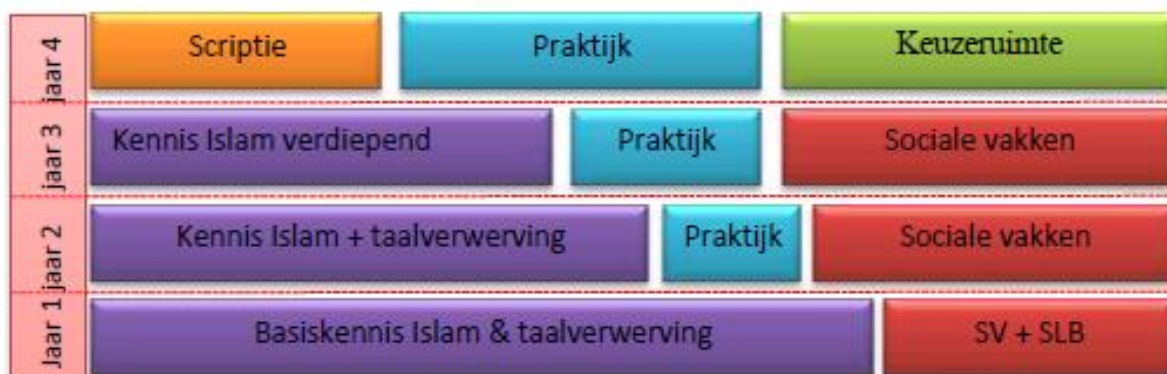 jaar 4
Scriptie
Praktijk
Keuzeruimte
jaar 3
Kennis Islam verdiepend
Praktijk
Sociale vakken
jaar 2
Kennis Islam + taalverwerving
Praktijk
Sociale vakken
Jaar 1
Basiskennis Islam & taalverwerving
SV + SLB